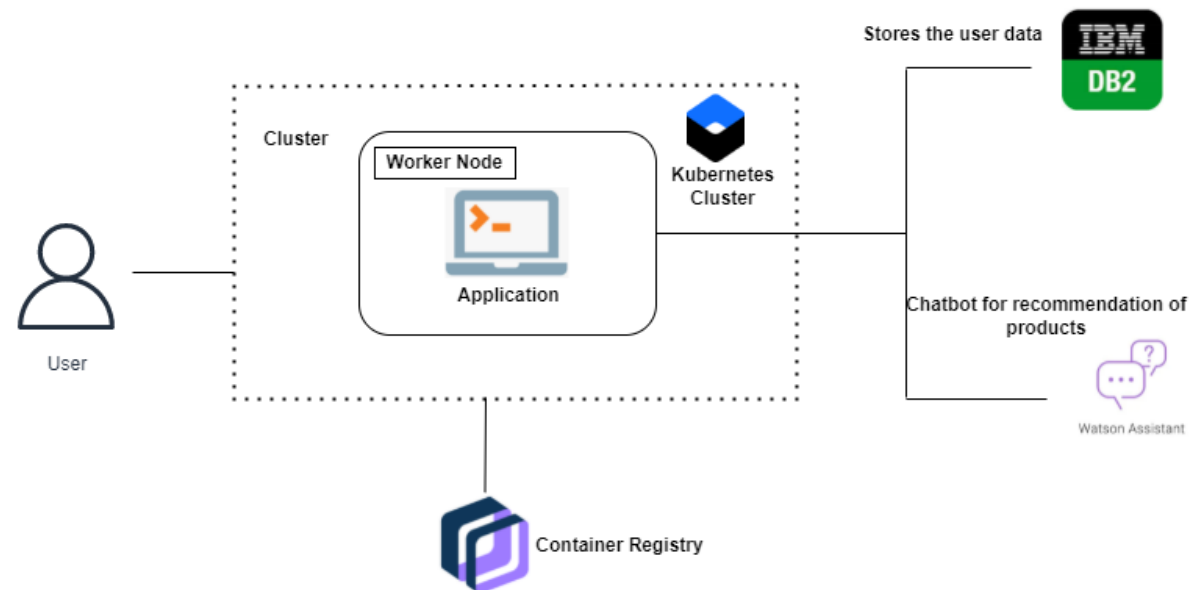 Stores the user data
IBM
DB2
Cluster
Worker Node
Kubernetes
Cluster
Application
User
Chatbot for recommendation of
products
?
Watson Assistant
Container Registry